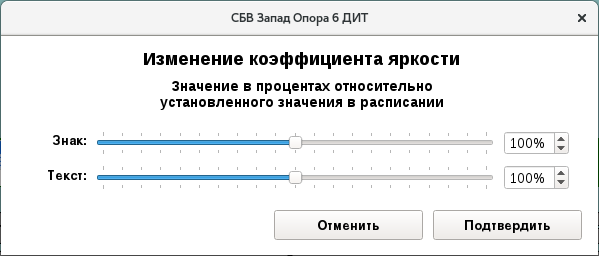 СБВ Запад Опора 6 ДИТ
Изменение коэффициента яркости
Значение в процентах относительно
установленного значения в расписании
Знак:
100%
Текст:
100%
Отменить
Подтвердить